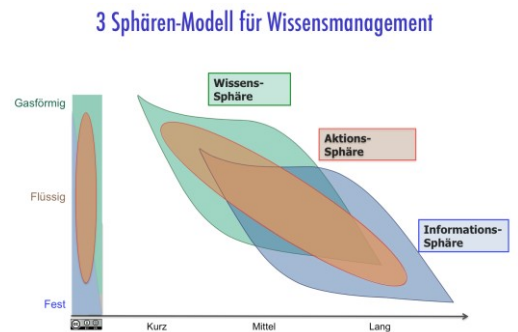 3 Sphären-Modell für Wissensmanagement
Wissens-
Sphäre
Gasförmig
Aktions-
Sphäre
Flüssig
Informations-
Sphäre
Fest
Kurz
Mittel
Lang